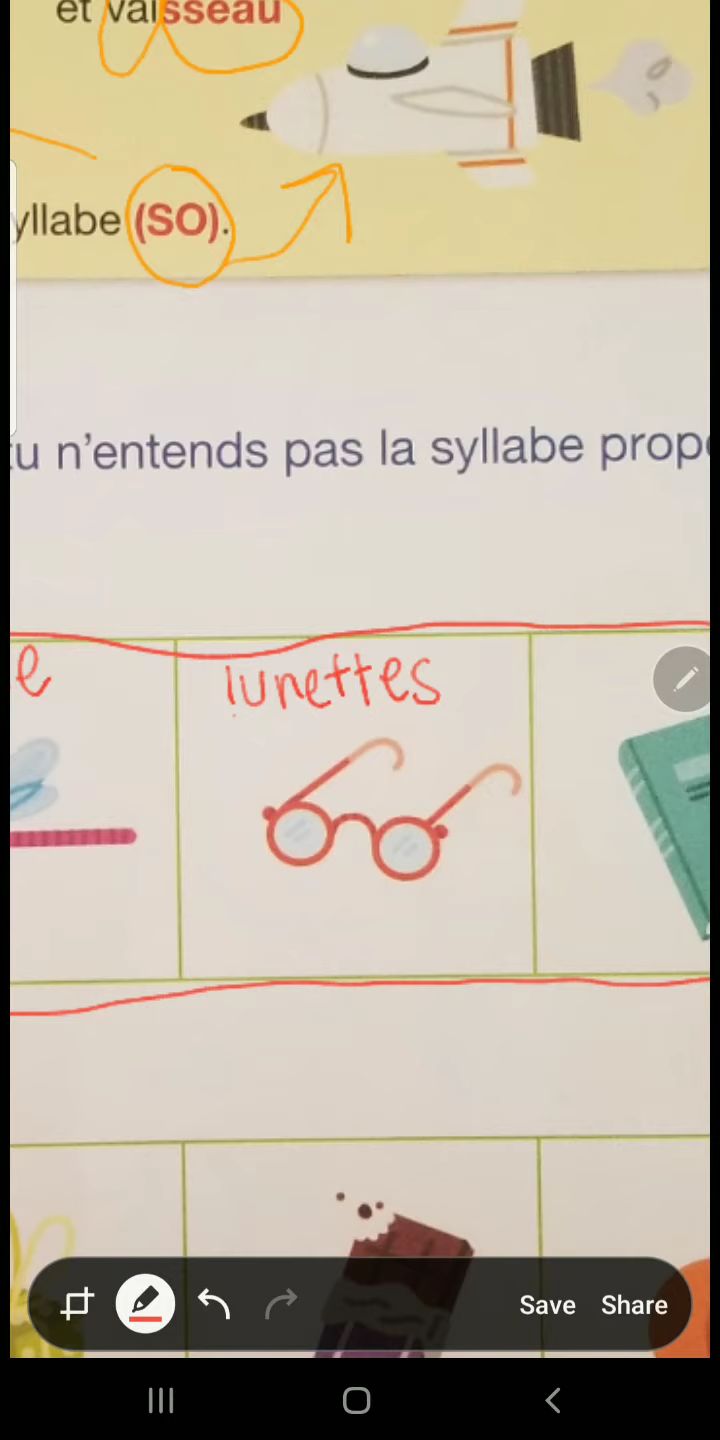 et vaisseau
yllabe (SO).
u n'entends pas la syllabe prop
e
lunettes
Save Share